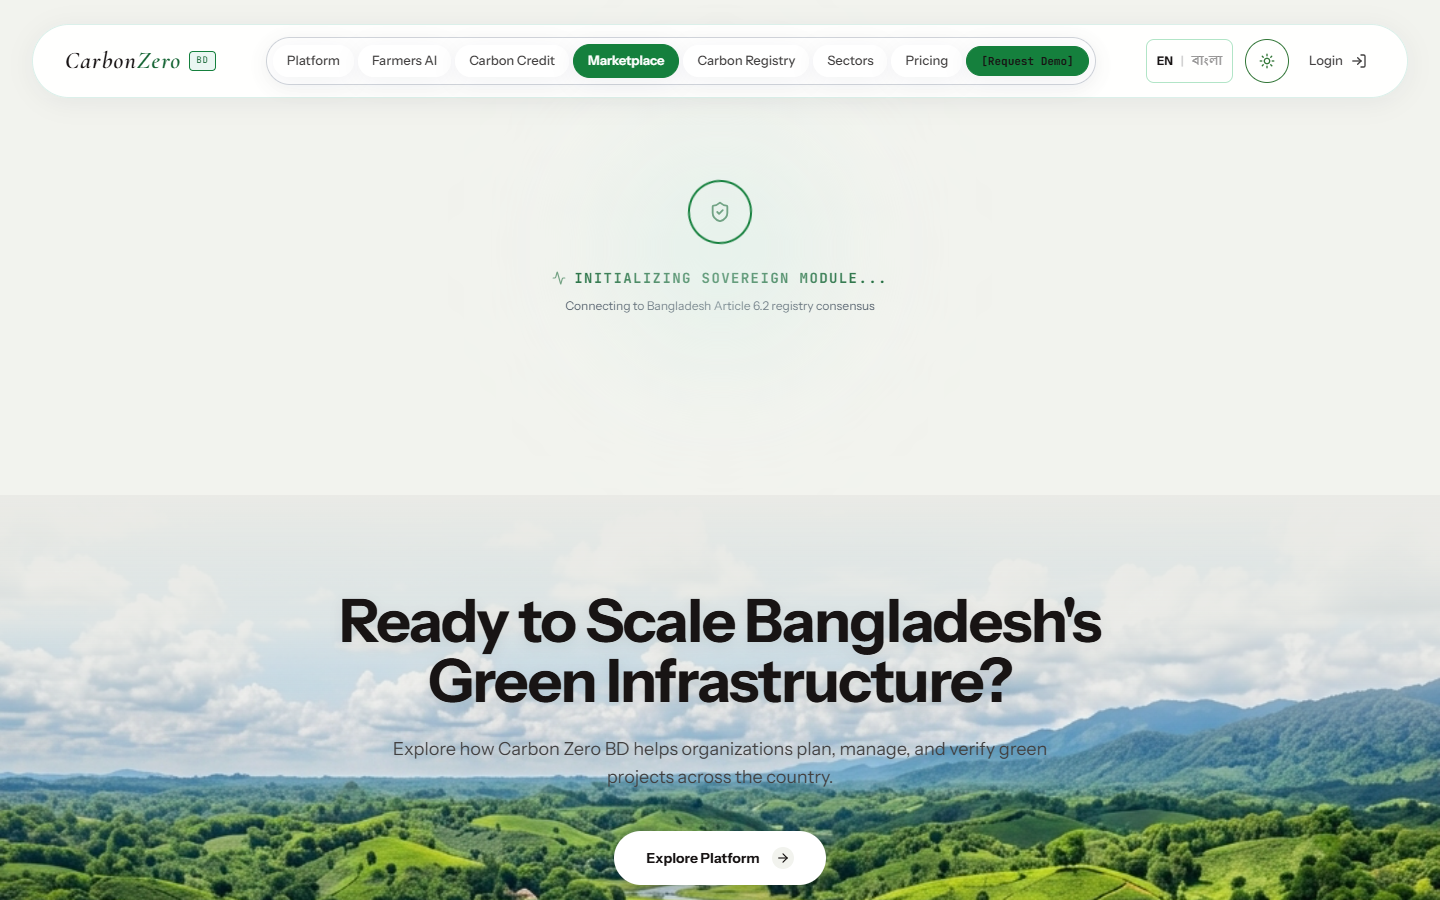 CarbonZero BD
Platform
Farmers AI
Carbon Credit
Marketplace
Carbon Registry
Sectors
Pricing
[Request Demo]
EN | বাংলা
Login
INITIALIZING SOVEREIGN MODULE...
Connecting to Bangladesh Article 6.2 registry consensus
Ready to Scale Bangladesh's
Green Infrastructure?
Explore how Carbon Zero BD helps organizations plan, manage, and verify green
projects across the country.
Explore Platform